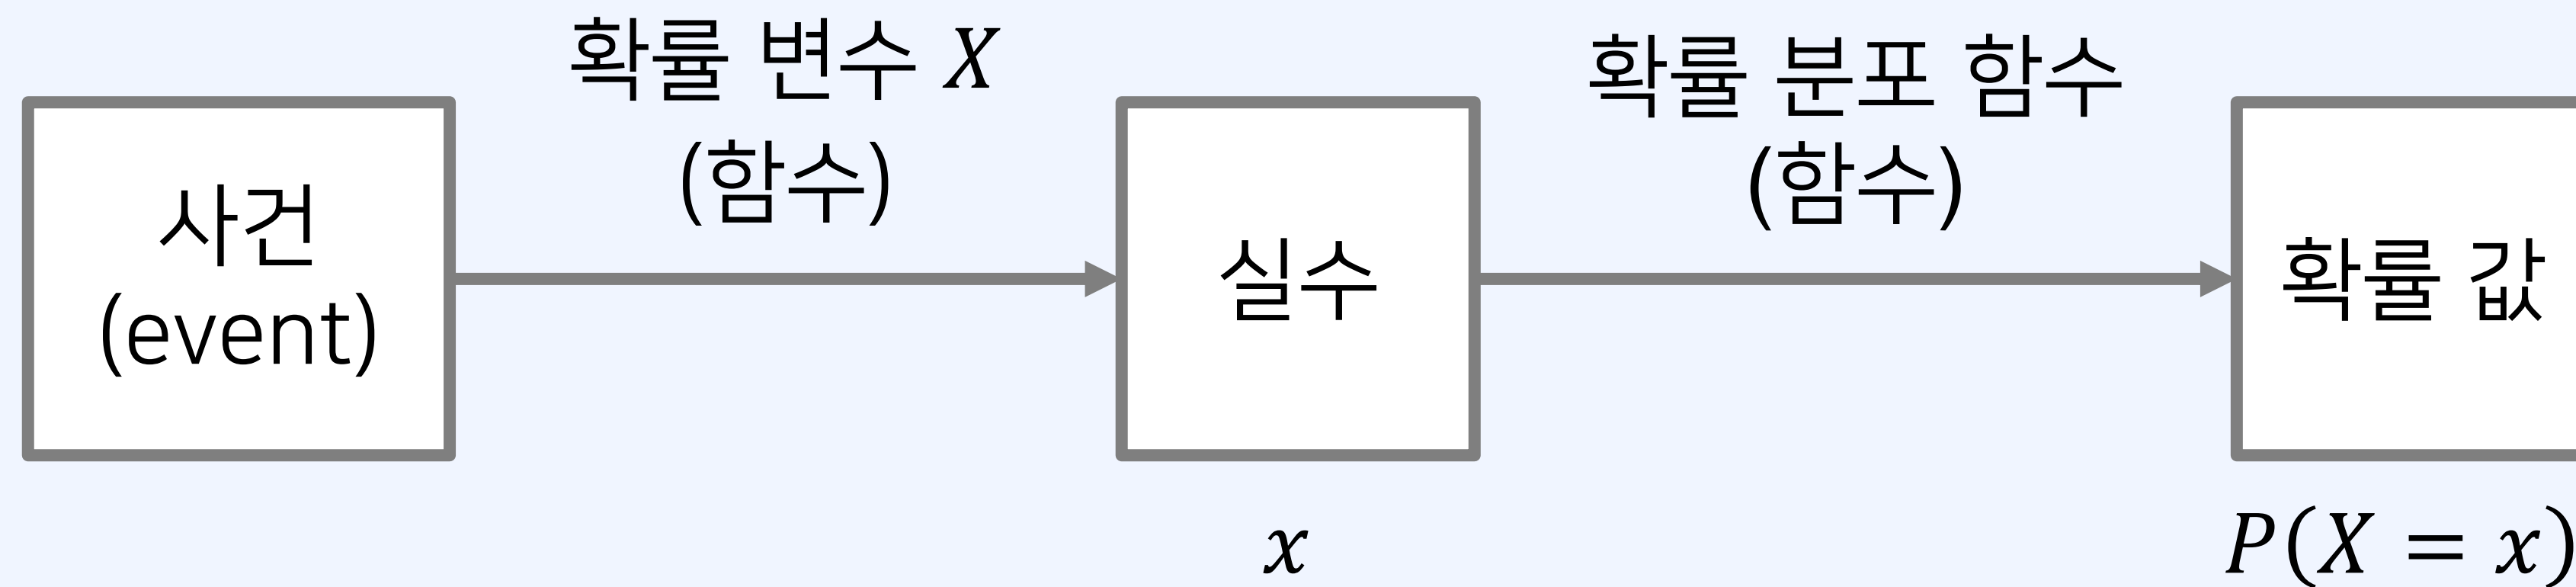 확률 변수 X
(함수)
확률 분포 함수
(함수)
사건
(event)
실수
확률 값
x
P(X = x)